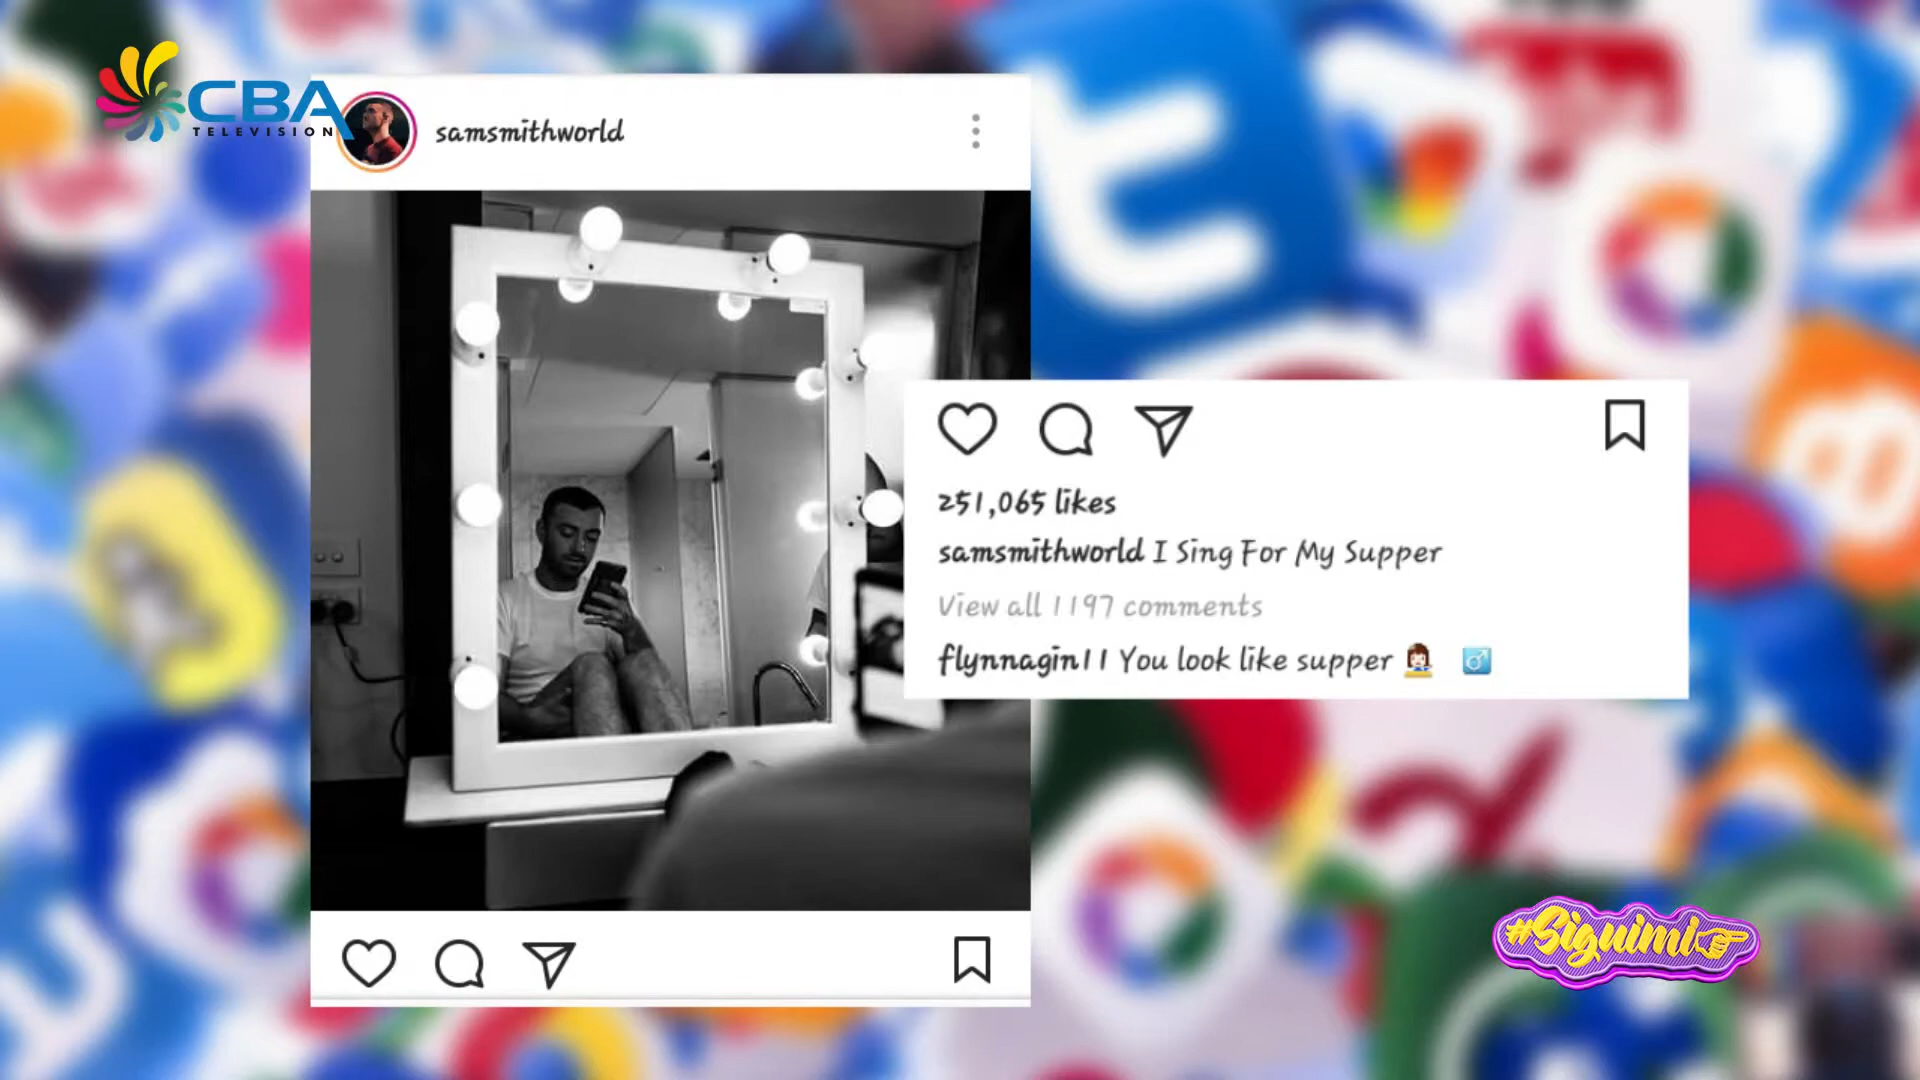 CBA
TELEVISION
samsmithworld
251,065 likes
samsmithworld I Sing For My Supper
View all 1197 comments
flynnagin11 You look like supper
#Siguimi